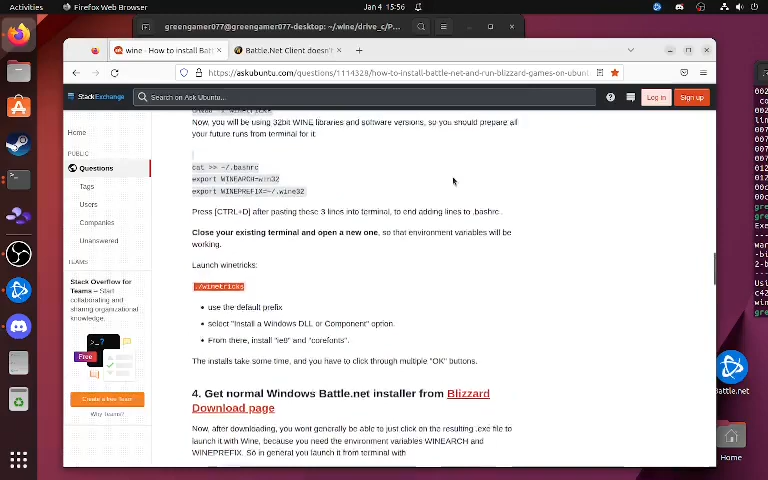 Activities
Firefox Web Browser
Jan 4 15:56
greengamer077@greengamer077-desktop: ~/.wine/drive_c/P...
wine - How to install Batt
Battle.Net Client doesn't
https://askubuntu.com/questions/1114328/how-to-install-battle-net-and-run-blizzard-games-on-ubun
StackExchange
Search on Ask Ubuntu...
Log in
Sign up
Home
PUBLIC
Questions
Tags
Users
Companies
Unanswered
TEAMS
Stack Overflow for
Teams – Start
collaborating and
sharing organizational
knowledge.
Free
Create a free Team
Why Teams?
Now, you will be using 32bit WINE libraries and software versions, so you should prepare all
your future runs from terminal for it.
cat >> ~/.bashrc
export WINEARCH=win32
export WINEPREFIX=~/.wine32
Press [CTRL+D] after pasting these 3 lines into terminal, to end adding lines to .bashrc.
Close your existing terminal and open a new one, so that environment variables will be
working.
Launch winetricks:
./winetricks
use the default prefix
select "Install a Windows DLL or Component" option.
From there, install "ie8" and "corefonts".
The installs take some time, and you have to click through multiple "OK" buttons.
4. Get normal Windows Battle.net installer from Blizzard
Download page
Now, after downloading, you wont generally be able to just click on the resulting .exe file to
launch it with Wine, because you need the environment variables WINEARCH and
WINEPREFIX. So in general you launch it from terminal with
Battle.net
Home